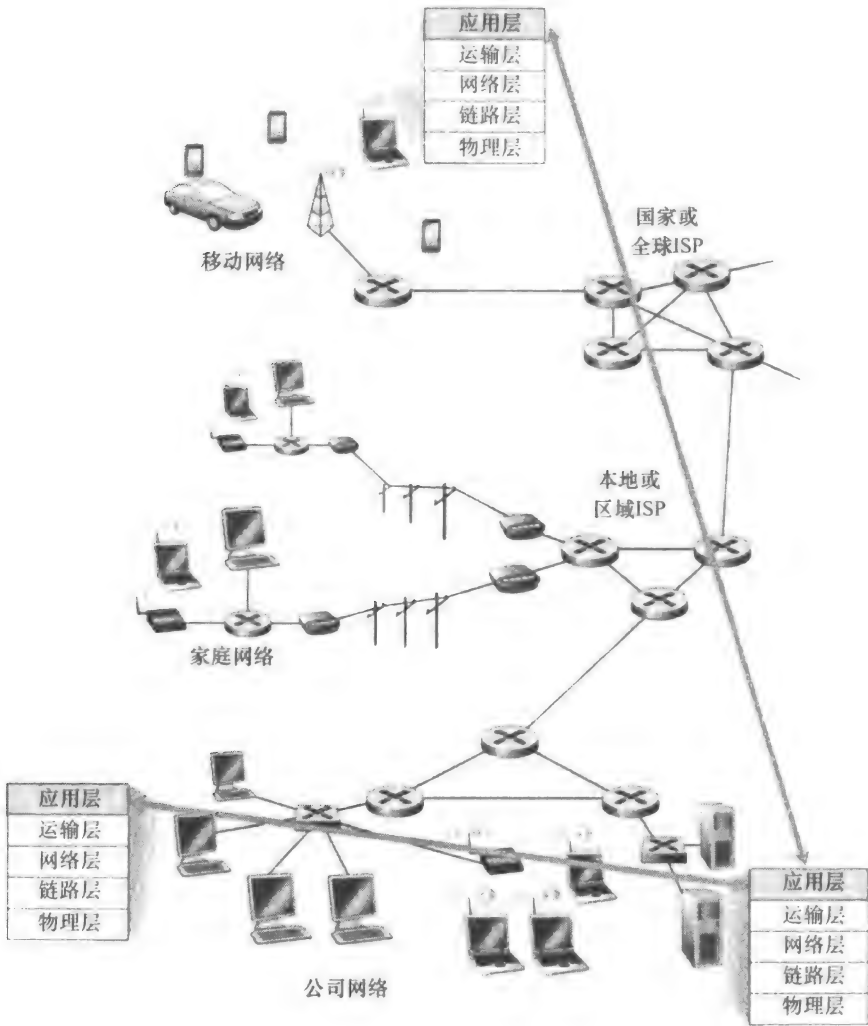 应用层
运输层
网络层
链路层
物理层
国家或
全球ISP
移动网络
本地或
区域ISP
家庭网络
应用层
运输层
网络层
链路层
物理层
应用层
运输层
网络层
链路层
物理层
公司网络